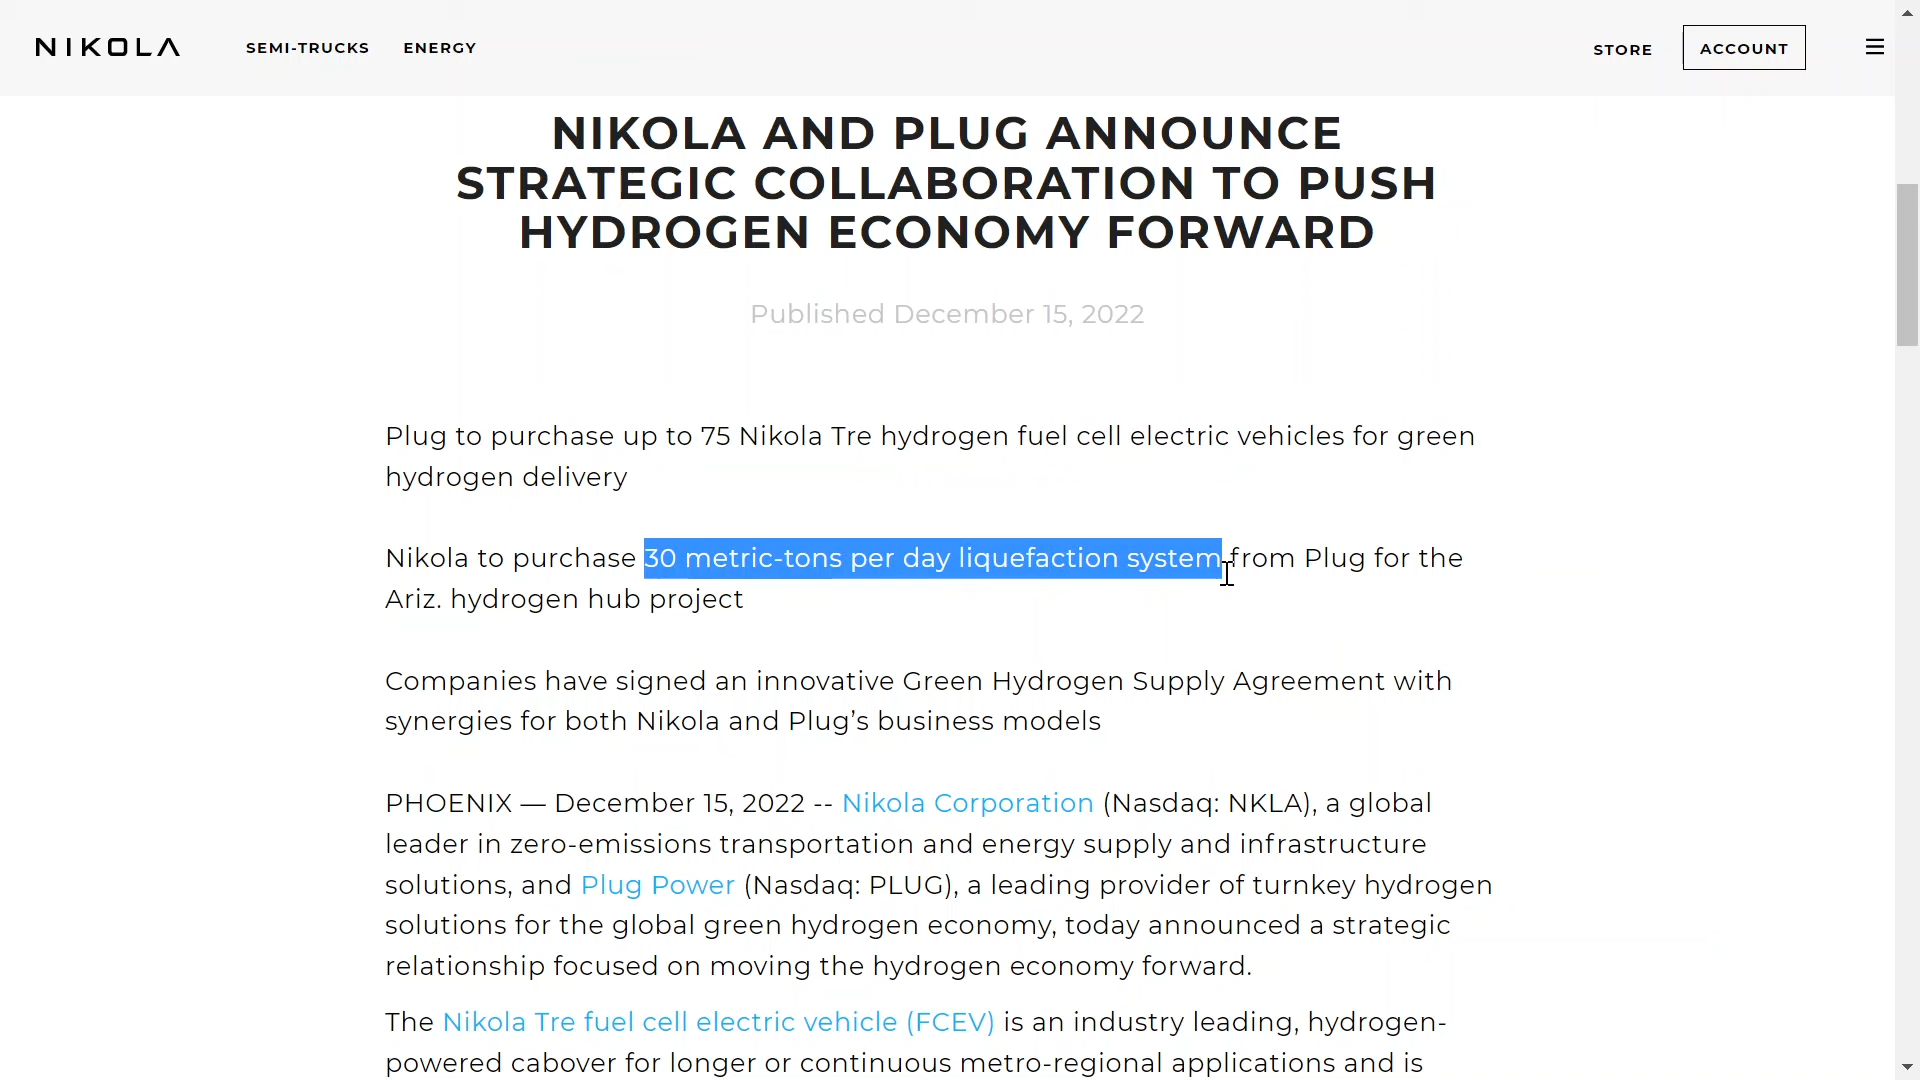 NIKOLA
SEMI-TRUCKS ENERGY STORE ACCOUNT
NIKOLA AND PLUG ANNOUNCE
STRATEGIC COLLABORATION TO PUSH
HYDROGEN ECONOMY FORWARD
Published December 15, 2022
Plug to purchase up to 75 Nikola Tre hydrogen fuel cell electric vehicles for green
hydrogen delivery
Nikola to purchase 30 metric-tons per day liquefaction system from Plug for the
Ariz. hydrogen hub project
Companies have signed an innovative Green Hydrogen Supply Agreement with
synergies for both Nikola and Plug’s business models
PHOENIX — December 15, 2022 -- Nikola Corporation (Nasdaq: NKLA), a global
leader in zero-emissions transportation and energy supply and infrastructure
solutions, and Plug Power (Nasdaq: PLUG), a leading provider of turnkey hydrogen
solutions for the global green hydrogen economy, today announced a strategic
relationship focused on moving the hydrogen economy forward.
The Nikola Tre fuel cell electric vehicle (FCEV) is an industry leading, hydrogen-
powered cabover for longer or continuous metro-regional applications and is